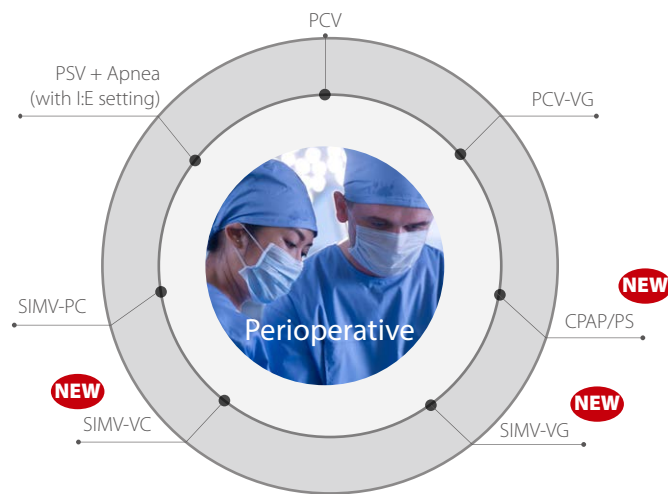 PCV
PSV + Apnea
(with I:E setting)
PCV-VG
NEW
SIMV-PC
CPAP/PS
Perioperative
NEW
NEW
SIMV-VC
SIMV-VG